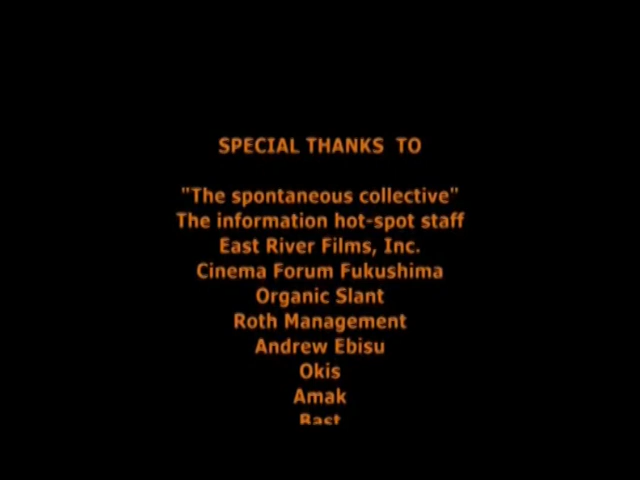 SPECIAL THANKS TO
"The spontaneous collective"
The information hot-spot staff
East River Films, Inc.
Cinema Forum Fukushima
Organic Slant
Roth Management
Andrew Ebisu
Okis
Amak
Bast